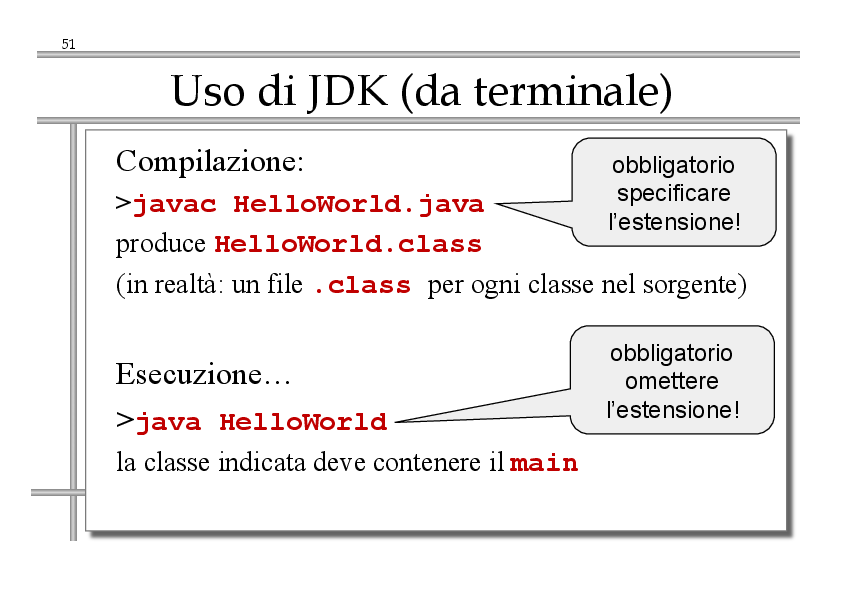 51
Uso di JDK (da terminale)
Compilazione:
>javac HelloWorld.java
obbligatorio
specificare
l’estensione!
produce HelloWorld.class
(in realtà: un file .class per ogni classe nel sorgente)
Esecuzione…
>java HelloWorld
obbligatorio
omettere
l’estensione!
la classe indicata deve contenere il main